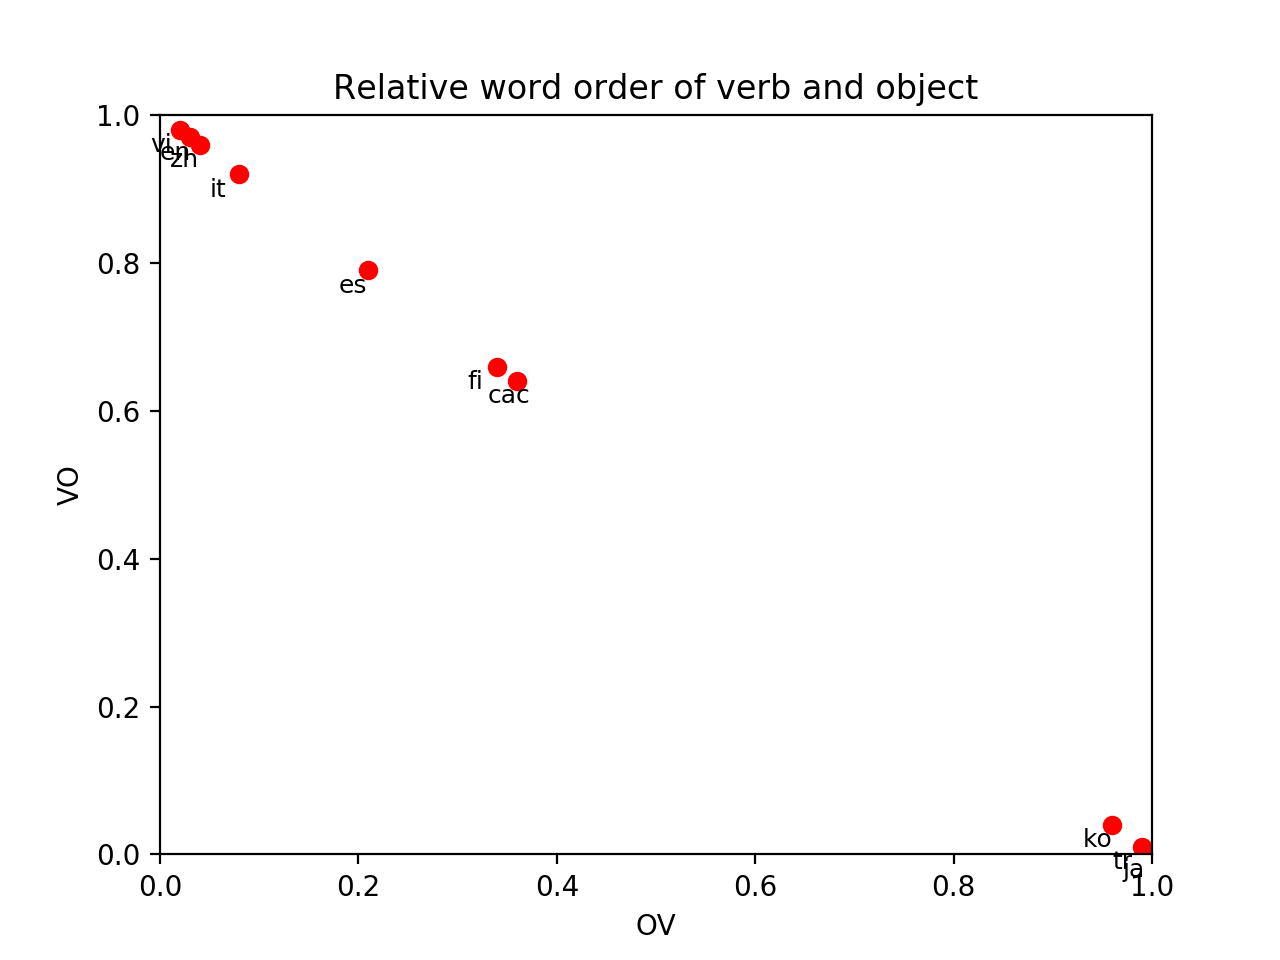 Relative word order of verb and object
1.0
vi
en
zh
it
0.8
es
fi
cac
0.6
VO
0.4
0.2
ko
0.0
tr
ja
0.0 0.2 0.4 0.6 0.8 1.0
OV